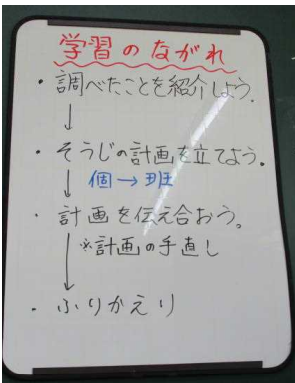 学習のながれ
・調べたことを紹介しよう。
↓
・そうじの計画を立てよう。
↓ 個→班
・計画を伝え合おう。
↓ ※計画の手直し
・ふりかえり